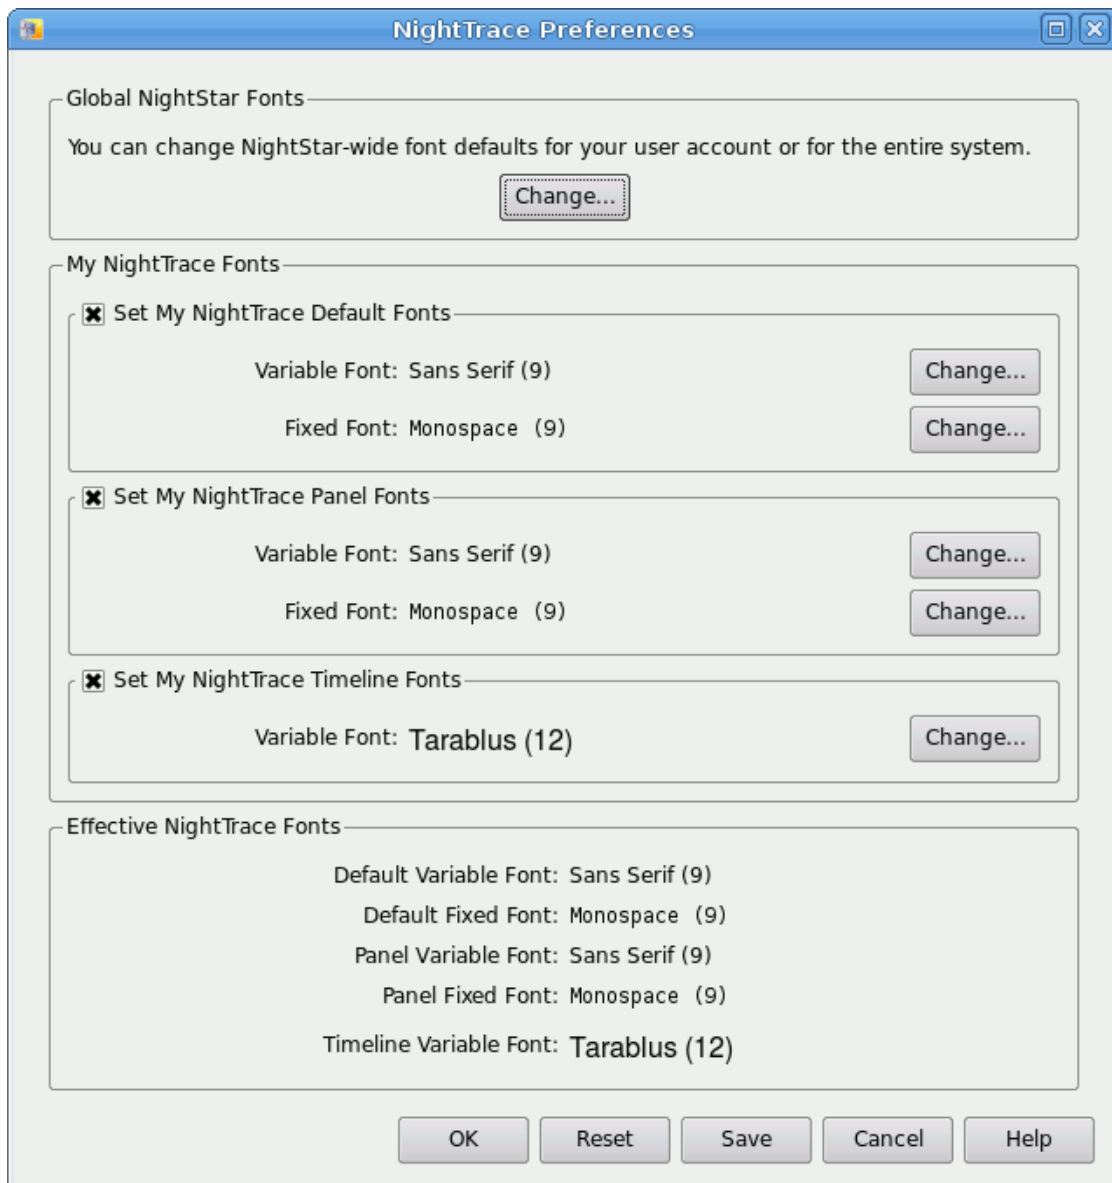 NightTrace Preferences
Global NightStar Fonts
You can change NightStar-wide font defaults for your user account or for the entire system.
Change...
My NightTrace Fonts
Set My NightTrace Default Fonts
Variable Font: Sans Serif (9) Change...
Fixed Font: Monospace (9) Change...
Set My NightTrace Panel Fonts
Variable Font: Sans Serif (9) Change...
Fixed Font: Monospace (9) Change...
Set My NightTrace Timeline Fonts
Variable Font: Tarablus (12) Change...
Effective NightTrace Fonts
Default Variable Font: Sans Serif (9)
Default Fixed Font: Monospace (9)
Panel Variable Font: Sans Serif (9)
Panel Fixed Font: Monospace (9)
Timeline Variable Font: Tarablus (12)
OK Reset Save Cancel Help